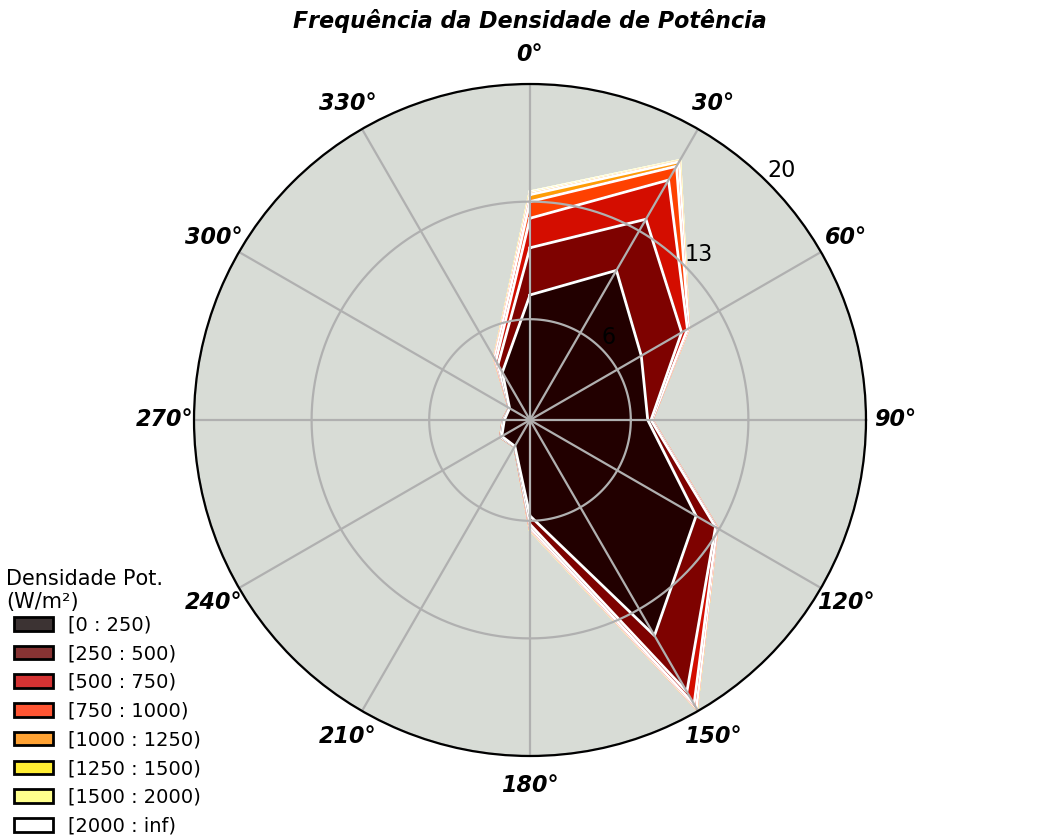 Frequência da Densidade de Potência
0°
330°
30°
20
300°
60°
13
6
270°
90°
240°
120°
210°
150°
180°
Densidade Pot.
(W/m²)
[0 : 250)
[250 : 500)
[500 : 750)
[750 : 1000)
[1000 : 1250)
[1250 : 1500)
[1500 : 2000)
[2000 : inf)